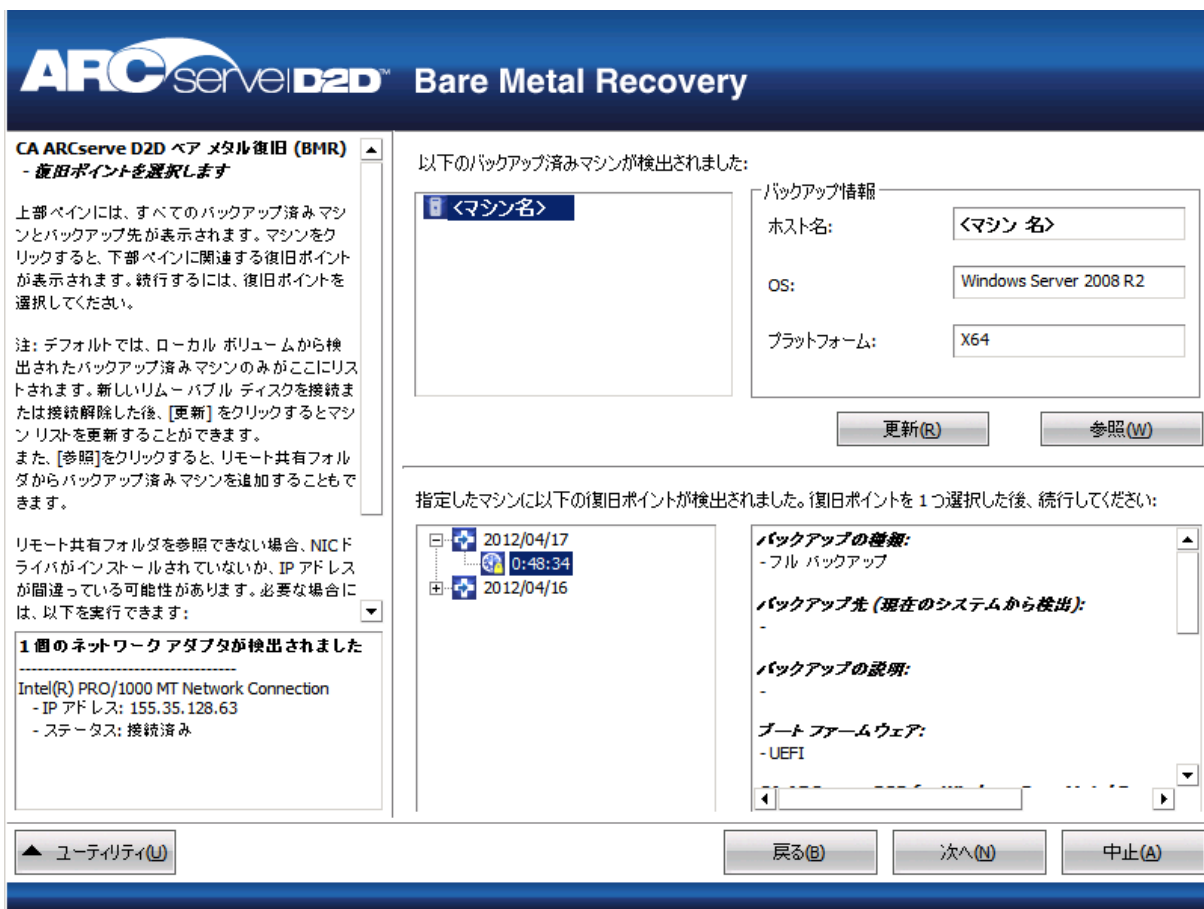 ARCserve D2D™ Bare Metal Recovery
CA ARCserve D2D ベア メタル復旧 (BMR)
- 復旧ポイントを選択します
上部ペインには、すべてのバックアップ済みマシ
ンとバックアップ先が表示されます。マシンをク
リックすると、下部ペインに関連する復旧ポイント
が表示されます。続行するには、復旧ポイントを
選択してください。
注: デフォルトでは、ローカル ボリュームから検
出されたバックアップ済みマシンのみがここにリス
トされます。新しいリムーバブル ディスクを接続ま
たは接続解除した後、[更新] をクリックするとマシ
ン リストを更新することができます。
また、[参照]をクリックすると、リモート共有フォル
ダからバックアップ済みマシンを追加することもで
きます。
リモート共有フォルダを参照できない場合、NICド
ライバがインストールされていないか、IP アドレス
が間違っている可能性があります。必要な場合に
は、以下を実行できます:
1個のネットワーク アダプタが検出されました
------------------------------------
Intel(R) PRO/1000 MT Network Connection
- IP アドレス: 155.35.128.63
- ステータス: 接続済み
以下のバックアップ済みマシンが検出されました:
<マシン名>
バックアップ情報
ホスト名: <マシン 名>
OS: Windows Server 2008 R2
プラットフォーム: X64
更新(R) 参照(W)
指定したマシンに以下の復旧ポイントが検出されました。復旧ポイントを 1つ選択した後、続行してください:
2012/04/17
0:48:34
2012/04/16
バックアップの種類:
- フル バックアップ
バックアップ先 (現在のシステムから検出):
-
バックアップの説明:
-
ブート ファームウェア:
- UEFI
ユーティリティ(U) 戻る(B) 次へ(N) 中止(A)